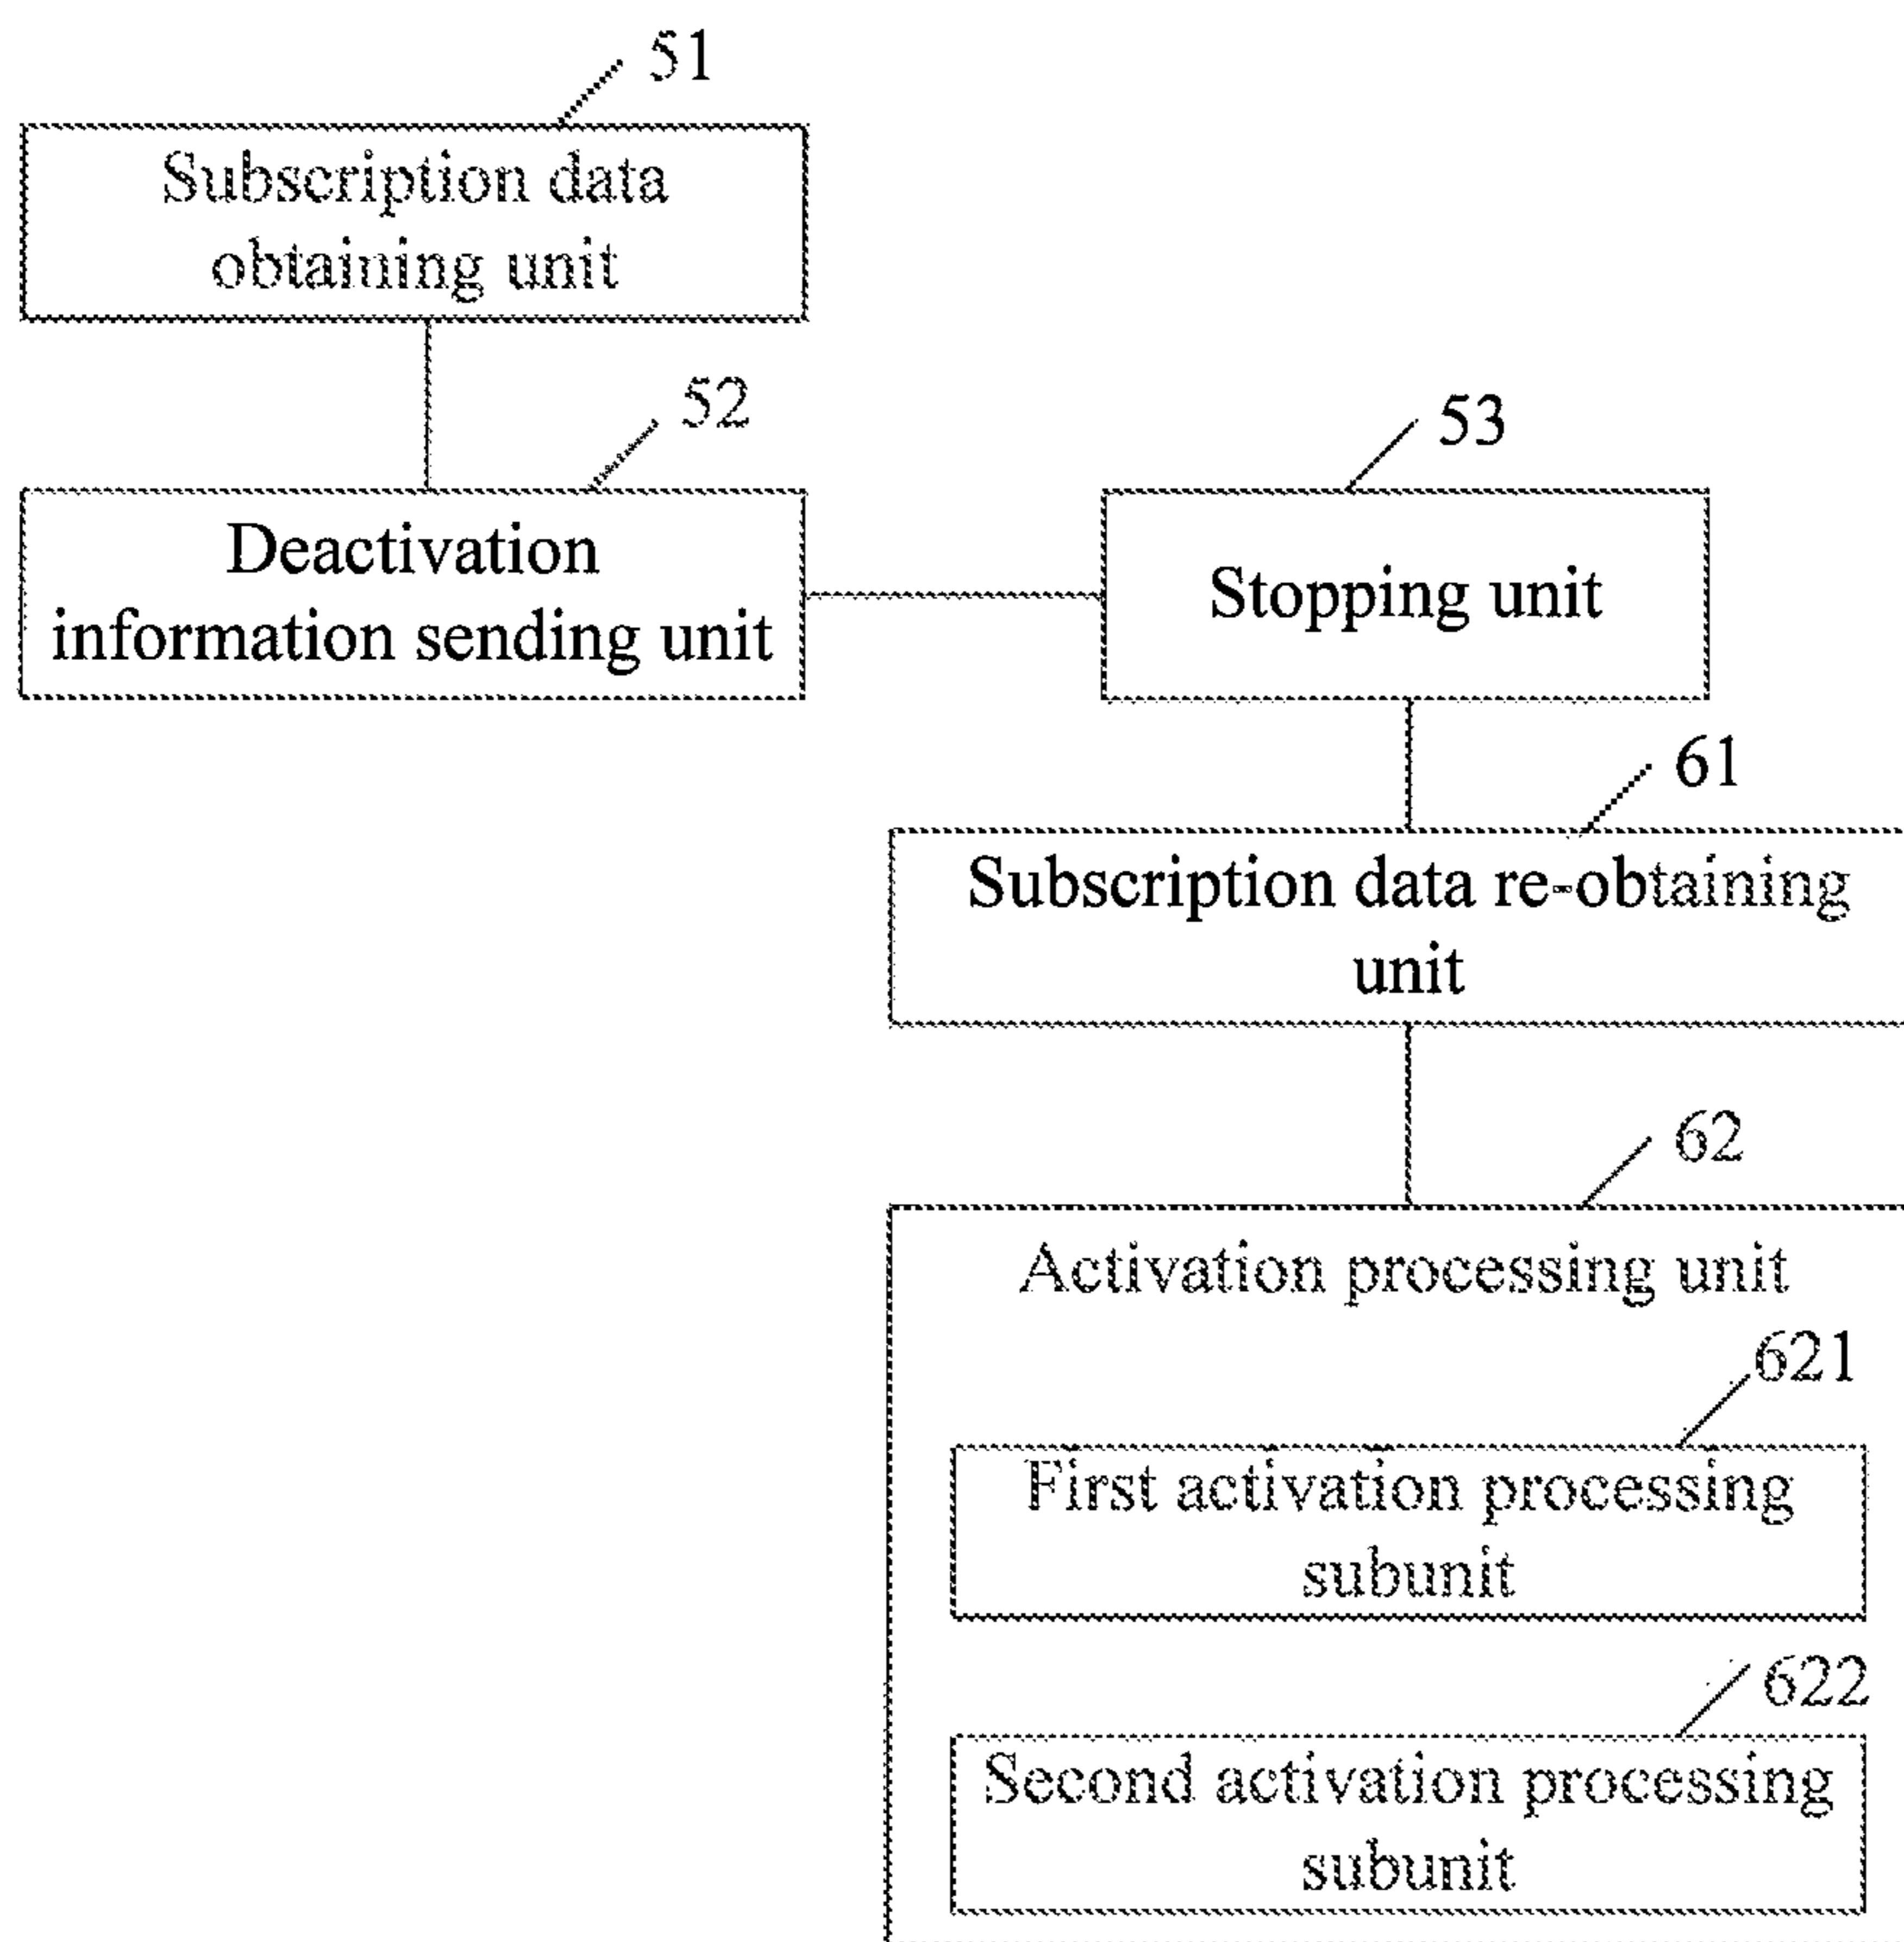 51
Subscription data
obtaining unit
52
Deactivation
information sending unit
53
Stopping unit
61
Subscription data re-obtaining
unit
62
Activation processing unit
621
First activation processing
subunit
622
Second activation processing
subunit